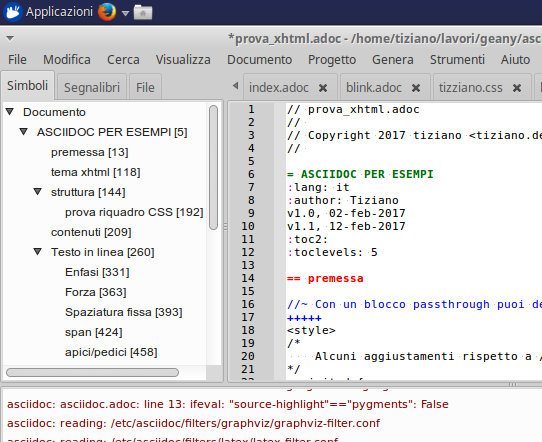 Applicazioni
*prova_xhtml.adoc - /home/tiziano/lavori/geany/asc
File Modifica Cerca Visualizza Documento Progetto Genera Strumenti Aiuto
Simboli Segnalibri File
index.adoc blink.adoc tizziano.css
Documento
ASCIIDOC PER ESEMPI [5]
premessa [13]
tema xhtml [118]
struttura [144]
prova riquadro CSS [192]
contenuti [209]
Testo in linea [260]
Enfasi [331]
Forza [363]
Spaziatura fissa [393]
span [424]
apici/pedici [458]
1 // prova_xhtml.adoc
2 //
3 // Copyright 2017 tiziano <tiziano.de
4 //
5
6 = ASCIIDOC PER ESEMPI
7 :lang: it
8 :author: Tiziano
9 v1.0, 02-feb-2017
10 v1.1, 12-feb-2017
11 :toc2:
12 :toclevels: 5
13
14 == premessa
15
16 //~ Con un blocco passthrough puoi de
17 +++++
18 <style>
19 /*
20 Alcuni aggiustamenti rispetto a /
21 */
asciidoc: asciidoc.adoc: line 13: ifeval: "source-highlight"=="pygments": False
asciidoc: reading: /etc/asciidoc/filters/graphviz/graphviz-filter.conf
asciidoc: reading: /etc/asciidoc/filters/latex/latex-filter.conf